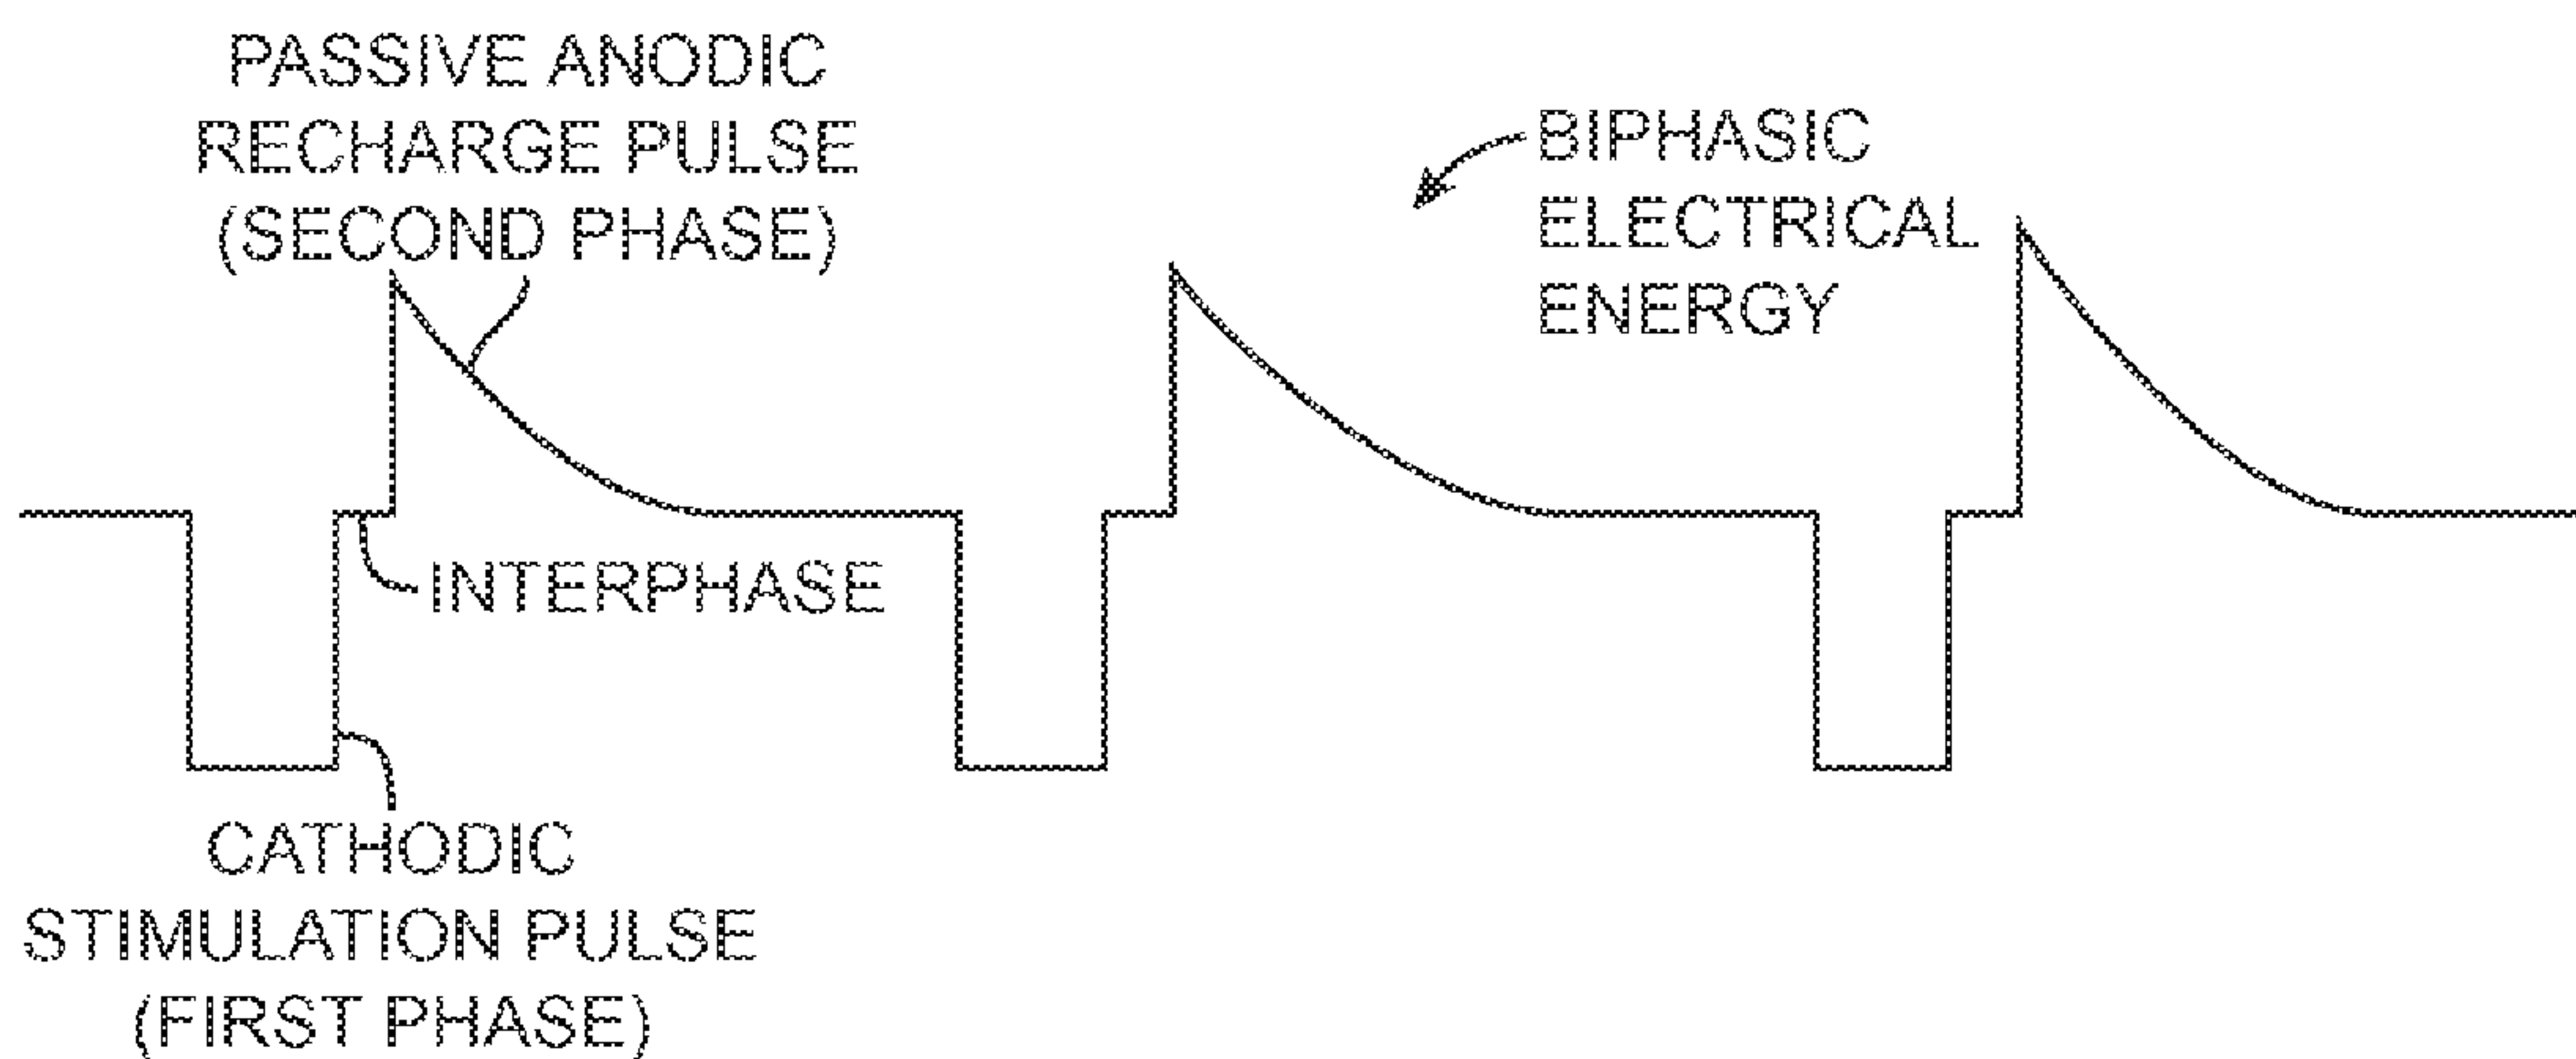 PASSIVE ANODIC
RECHARGE PULSE
(SECOND PHASE)
BIPHASIC
ELECTRICAL
ENERGY
INTERPHASE
CATHODIC
STIMULATION PULSE
(FIRST PHASE)